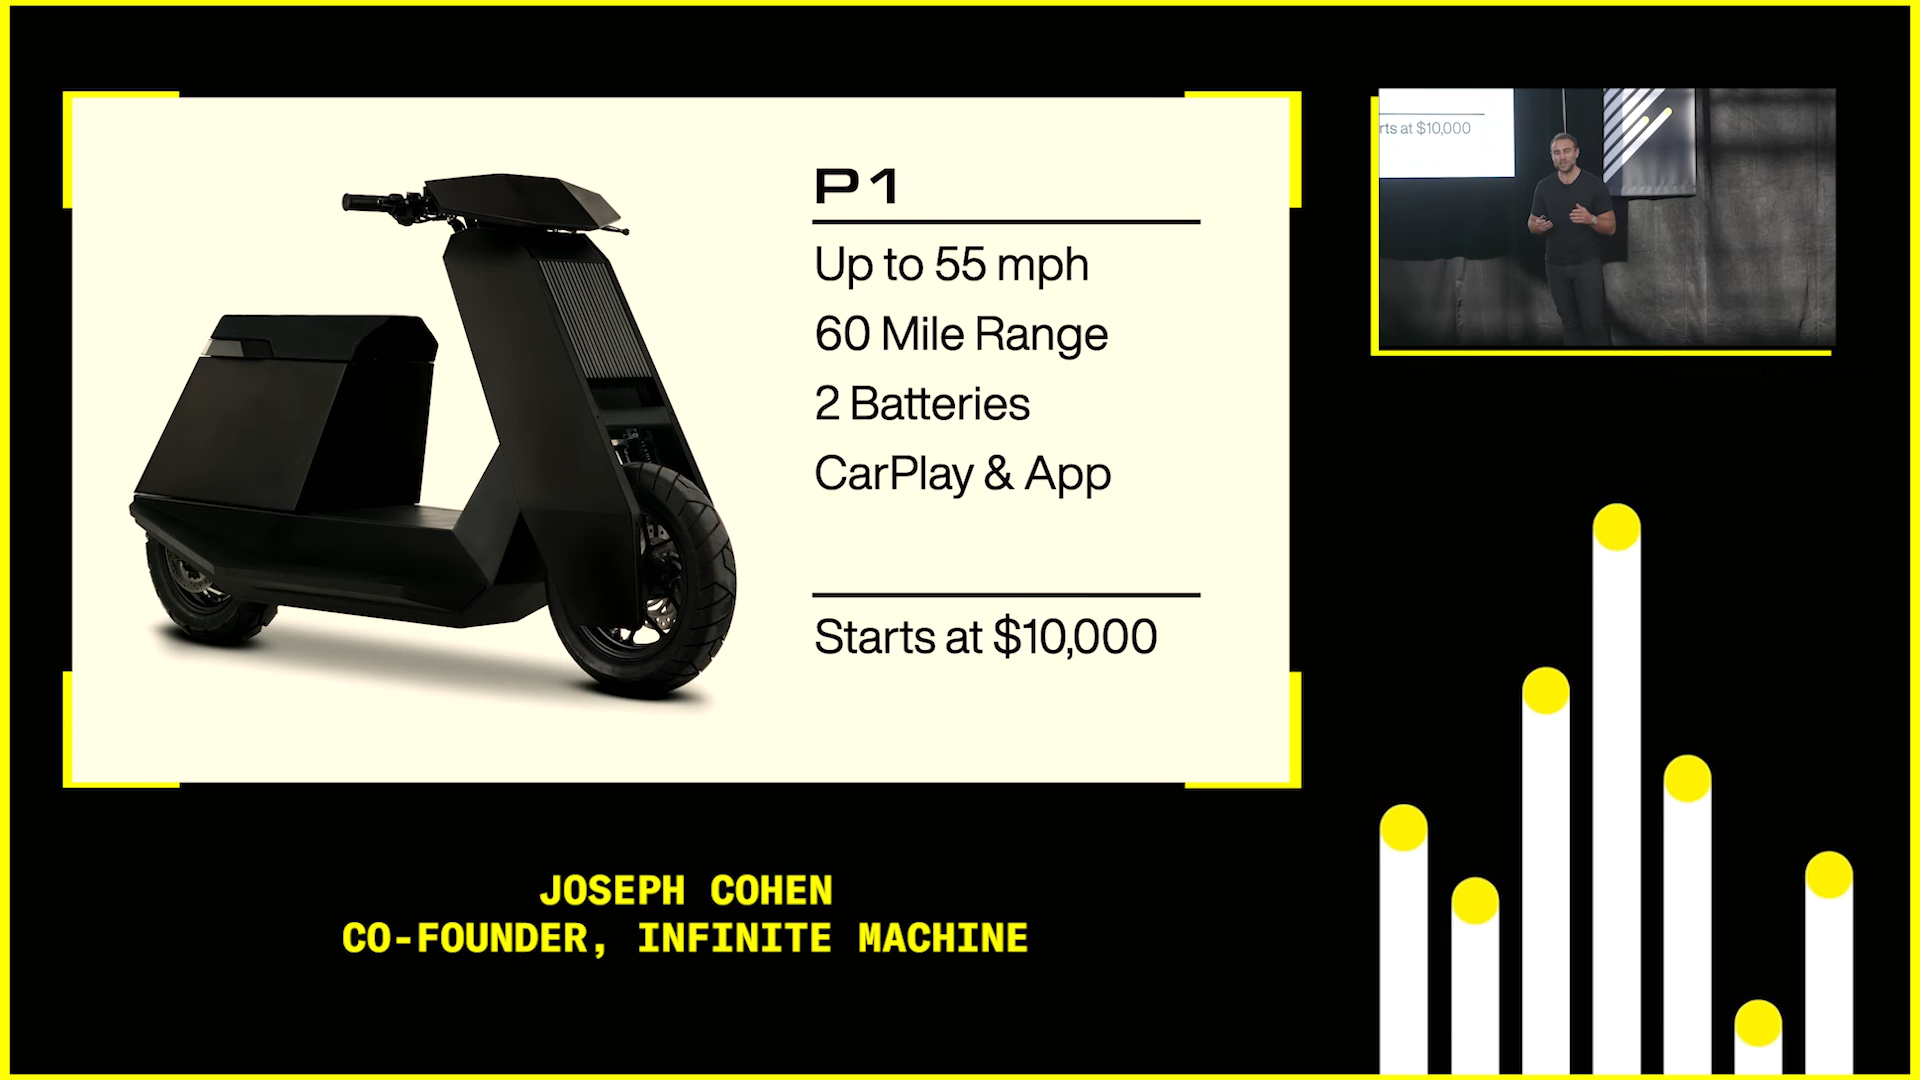 P1
Up to 55 mph
60 Mile Range
2 Batteries
CarPlay & App
Starts at $10,000
rts at $10,000
JOSEPH COHEN
CO-FOUNDER, INFINITE MACHINE